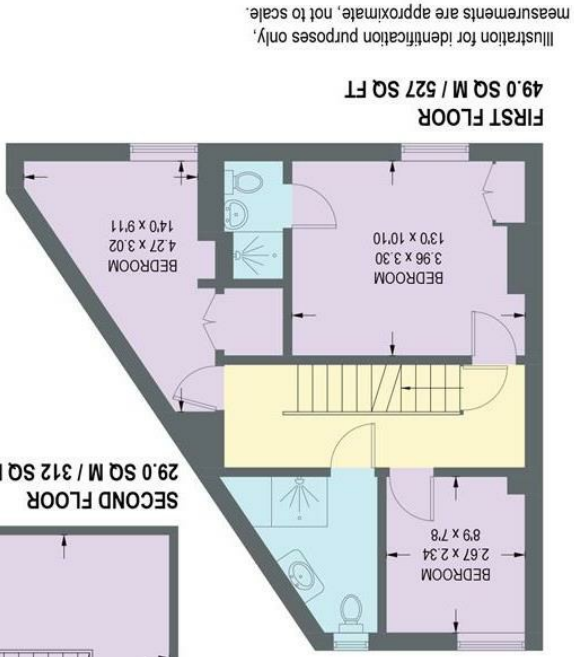 BEDROOM
2.67 x 2.34
8'9 x 7'8
SECOND FLOOR
29.0 SQ M / 312 SQ
BEDROOM
3.96 x 3.30
13'0 x 10'10
BEDROOM
4.27 x 3.02
14'0 x 9'11
FIRST FLOOR
49.0 SQ M / 527 SQ FT
Illustration for identification purposes only,
measurements are approximate, not to scale.